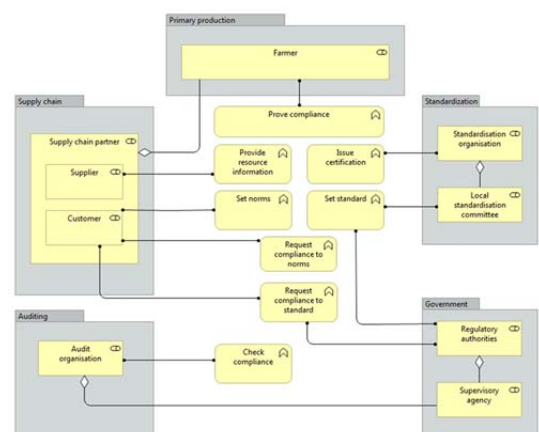 Primary production
Farmer
Supply chain
Standardization
Prove compliance
Supply chain partner
Provide
resource
information
Issue
certification
Standardisation
organisation
Supplier
Customer
Set norms
Set standard
Local
standardisation
committee
Request
compliance to
norms
Request
compliance to
standard
Government
Auditing
Audit
organisation
Check
compliance
Regulatory
authorities
Supervisory
agency